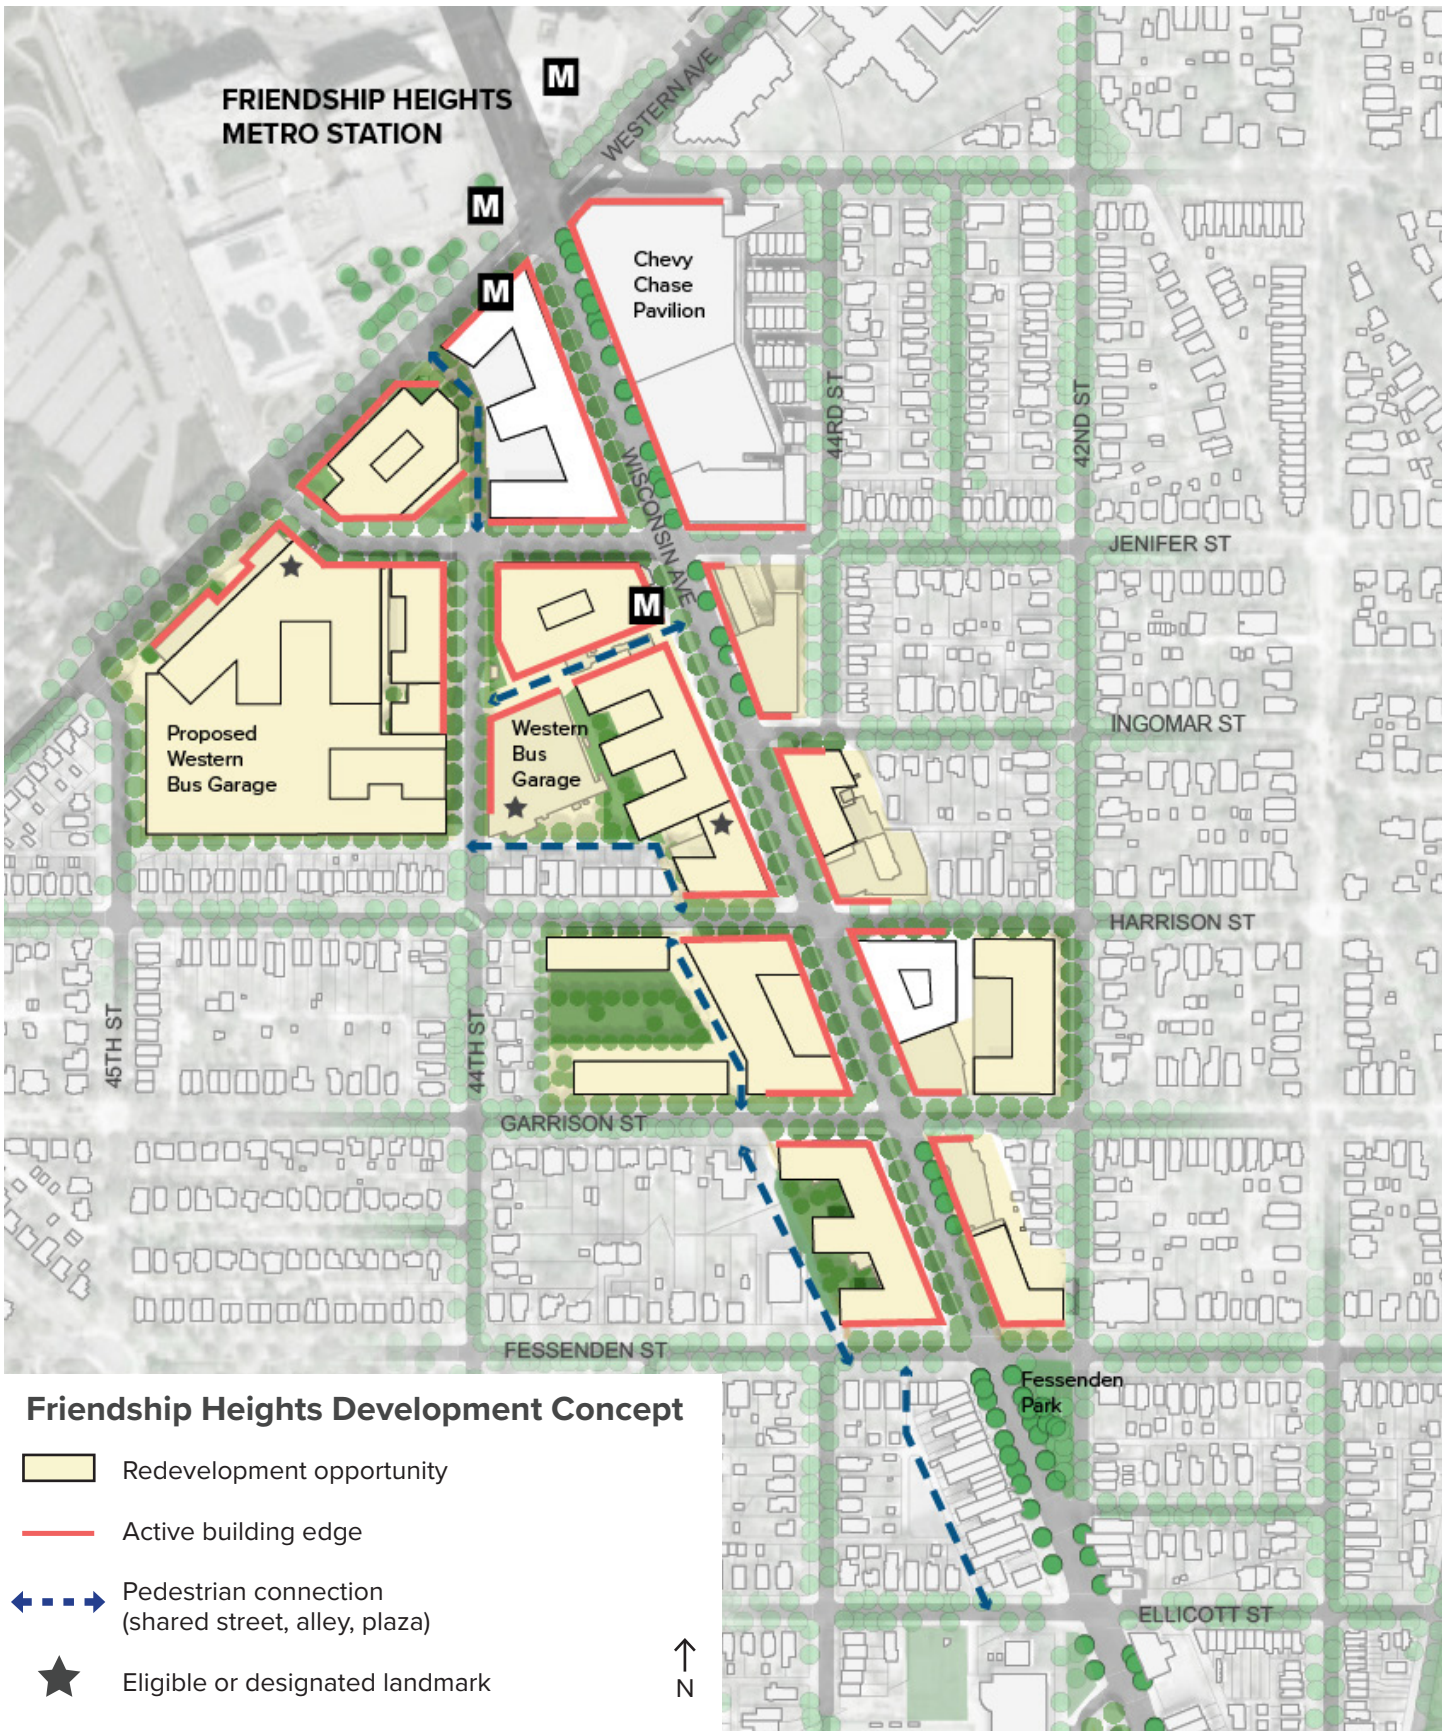 M
FRIENDSHIP HEIGHTS
METRO STATION
WESTERN AVE
M
M
Chevy
Chase
Pavilion
44RD ST
42ND ST
WISCONSIN AVE
JENIFER ST
M
INGOMAR ST
Proposed
Western
Bus Garage
Western
Bus
Garage
HARRISON ST
45TH ST
44TH ST
GARRISON ST
FESSENDEN ST
Fessenden
Park
ELLICOTT ST
Friendship Heights Development Concept
Redevelopment opportunity
Active building edge
Pedestrian connection
(shared street, alley, plaza)
Eligible or designated landmark
N